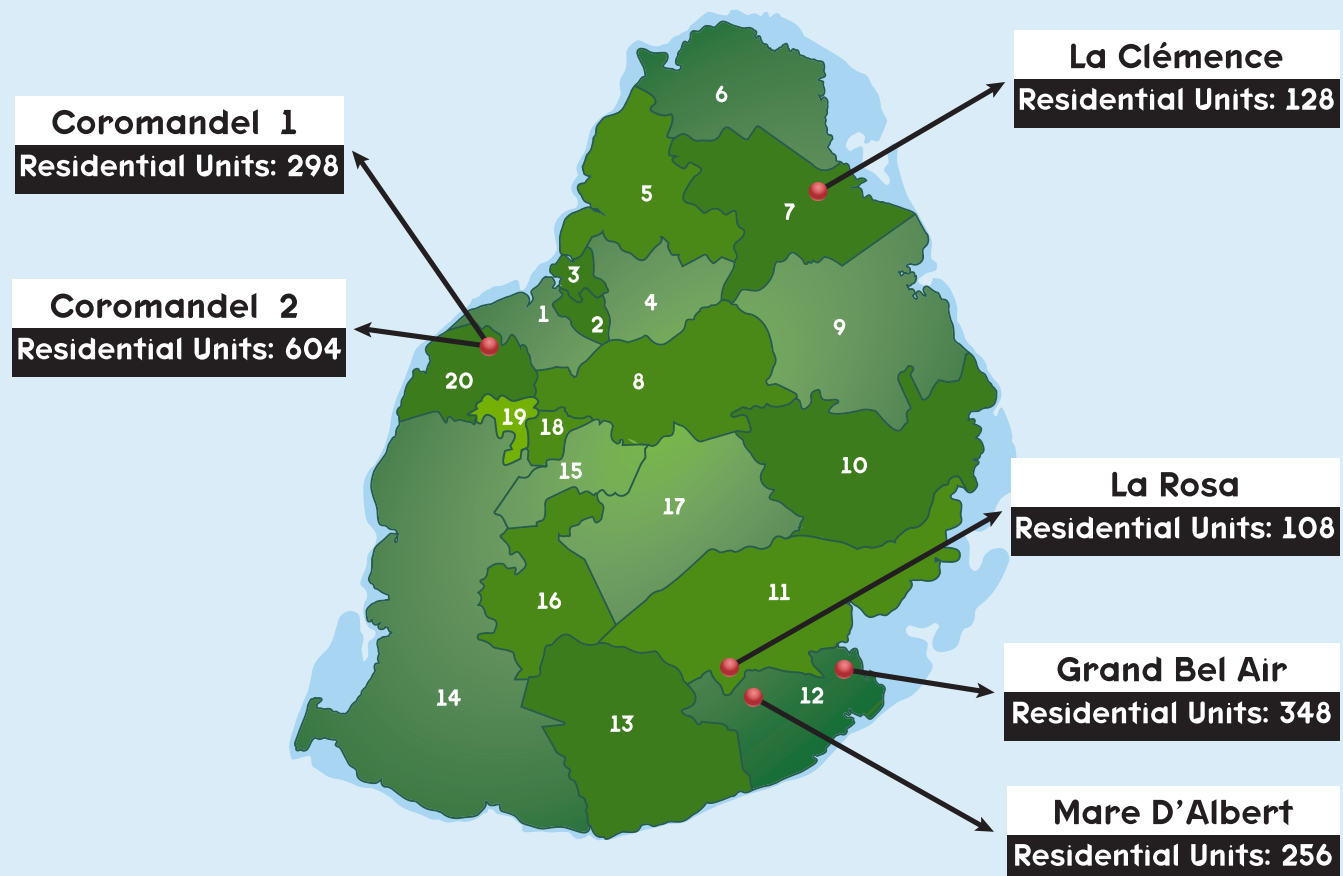 La Clémence
Residential Units: 128
Coromandel 1
Residential Units: 298
Coromandel 2
Residential Units: 604
6
5
7
3
4
1
2
9
20
8
19
18
15
10
17
La Rosa
Residential Units: 108
16
11
14
13
12
Grand Bel Air
Residential Units: 348
Mare D'Albert
Residential Units: 256